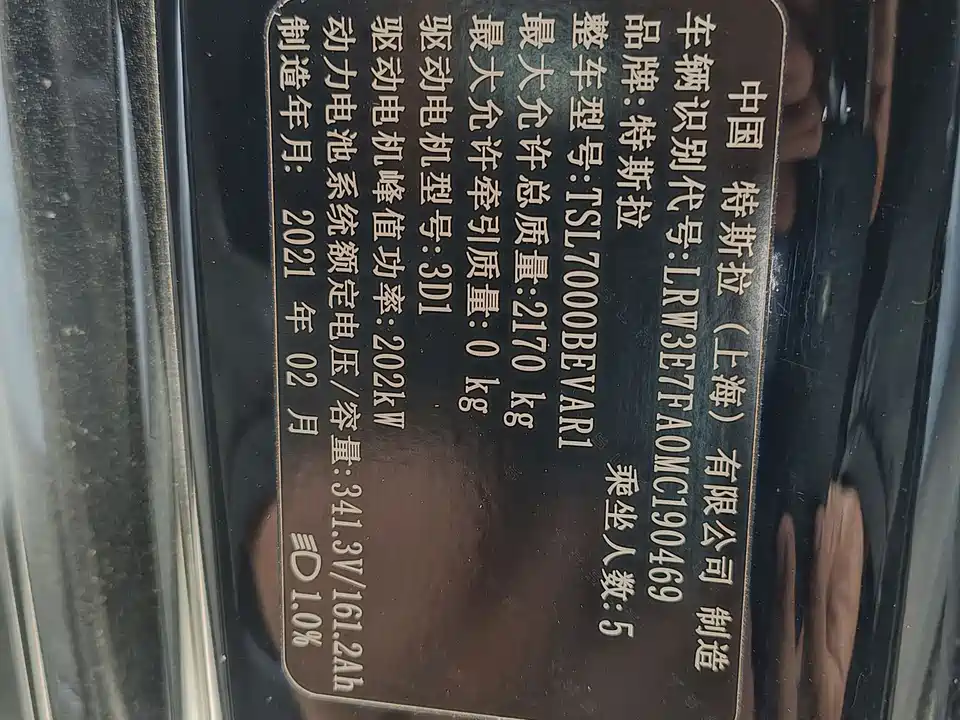 中国 特斯拉（上海）有限公司 制造
车辆识别代号:LRW3E7FA0MC190469
品牌:特斯拉 乘坐人数:5
整车型号:TSL7000BEVAR1
最大允许总质量:2170 kg
最大允许牵引质量:0 kg
驱动电机型号:3D1
驱动电机峰值功率:202kW
动力电池系统额定电压/容量:341.3V/161.2Ah
制造年月: 2021 年 02 月 1.0%